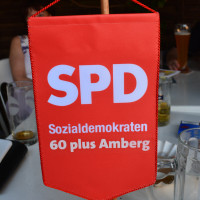 SPD
Sozialdemokraten
60 plus Amberg